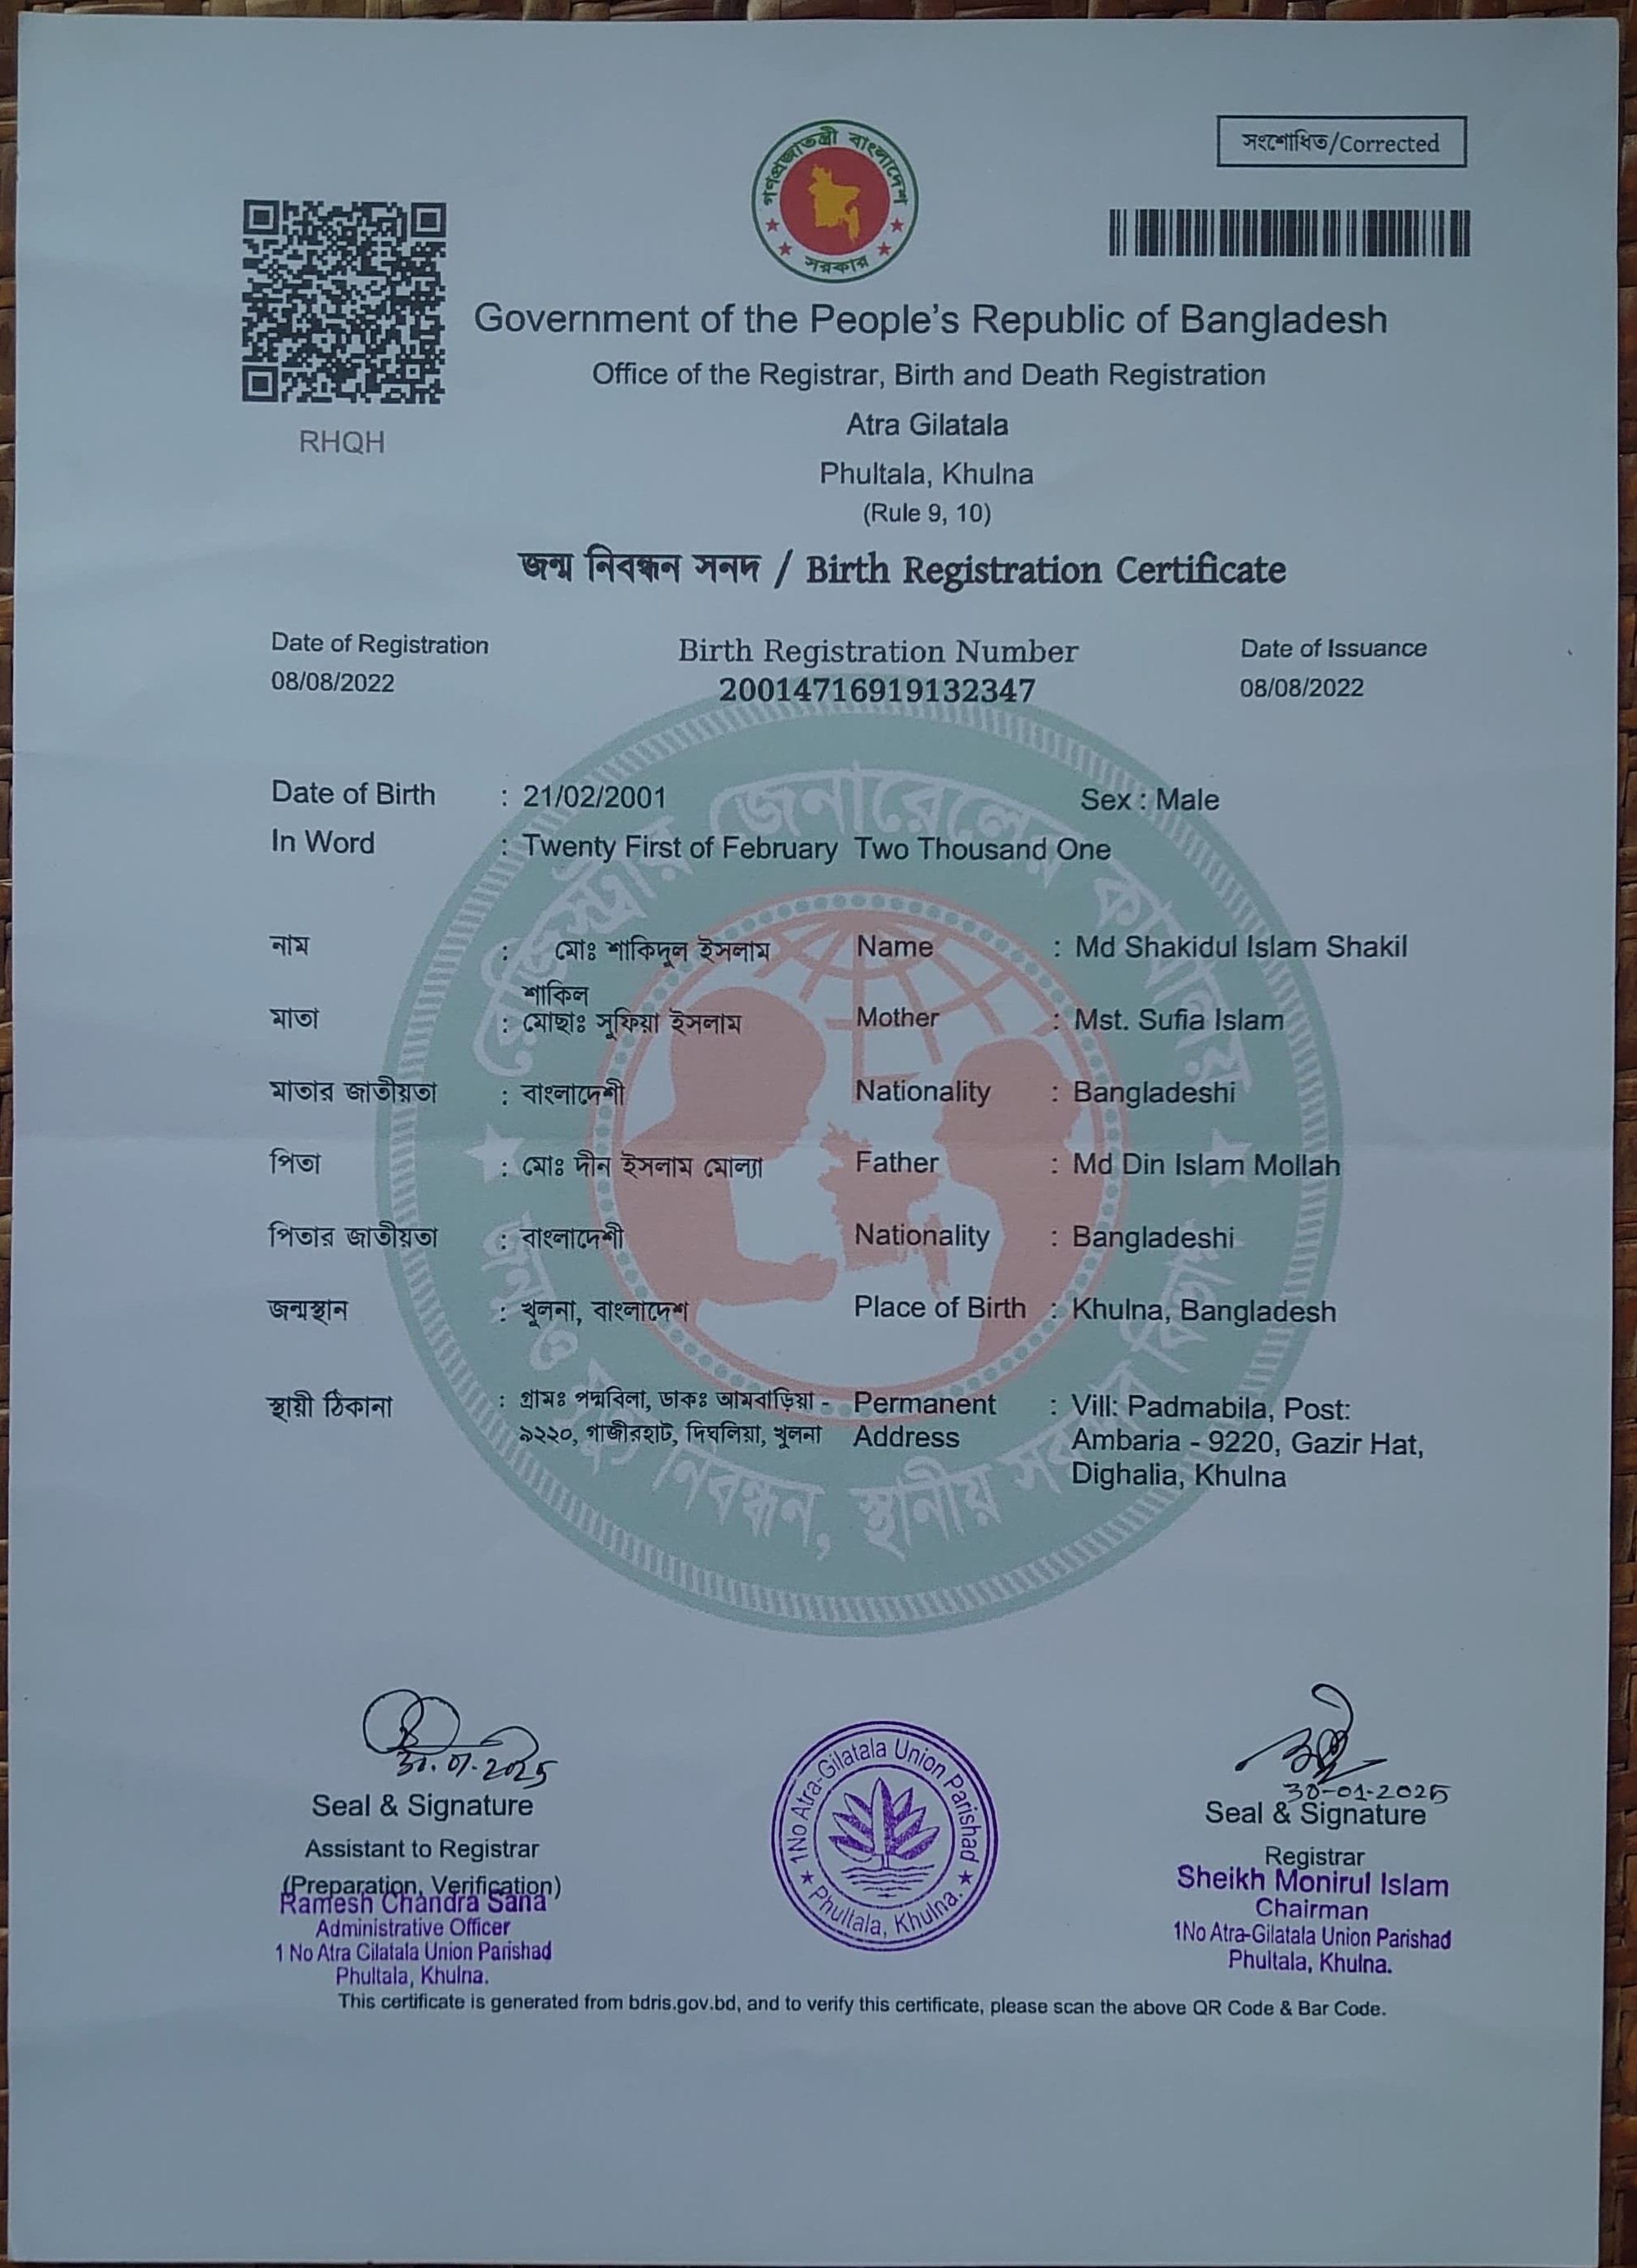 গণপ্রজাতন্ত্রী বাংলাদেশ
সরকার
সংশোধিত/Corrected
RHQH
Government of the People's Republic of Bangladesh
Office of the Registrar, Birth and Death Registration
Atra Gilatala
Phultala, Khulna
(Rule 9, 10)
জন্ম নিবন্ধন সনদ / Birth Registration Certificate
Date of Registration Birth Registration Number Date of Issuance
08/08/2022 20014716919132347 08/08/2022
Date of Birth : 21/02/2001 Sex : Male
In Word : Twenty First of February Two Thousand One
নাম : মোঃ শাকিদুল ইসলাম Name : Md Shakidul Islam Shakil
শাকিল
মাতা : মোছাঃ সুফিয়া ইসলাম Mother : Mst. Sufia Islam
মাতার জাতীয়তা : বাংলাদেশী Nationality : Bangladeshi
পিতা : মোঃ দীন ইসলাম মোল্যা Father : Md Din Islam Mollah
পিতার জাতীয়তা : বাংলাদেশী Nationality : Bangladeshi
জন্মস্থান : খুলনা, বাংলাদেশ Place of Birth : Khulna, Bangladesh
স্থায়ী ঠিকানা : গ্রামঃ পদ্মবিলা, ডাকঃ আমবাড়িয়া - Permanent : Vill: Padmabila, Post:
৯২২০, গাজীরহাট, দিঘলিয়া, খুলনা Address Ambaria - 9220, Gazir Hat,
Dighalia, Khulna
রেজিস্ট্রার জেনারেলের কার্যালয়
জন্ম ও মৃত্যু নিবন্ধন, স্থানীয় সরকার বিভাগ
30.01.2025
Seal & Signature
Assistant to Registrar
(Preparation, Verification)
Ramesh Chandra Sana
Administrative Officer
1 No Atra Gilatala Union Parishad
Phultala, Khulna.
1No Atra-Gilatala Union Parishad
Phultala, Khulna.
30-01-2025
Seal & Signature
Registrar
Sheikh Monirul Islam
Chairman
1No Atra-Gilatala Union Parishad
Phultala, Khulna.
This certificate is generated from bdris.gov.bd, and to verify this certificate, please scan the above QR Code & Bar Code.